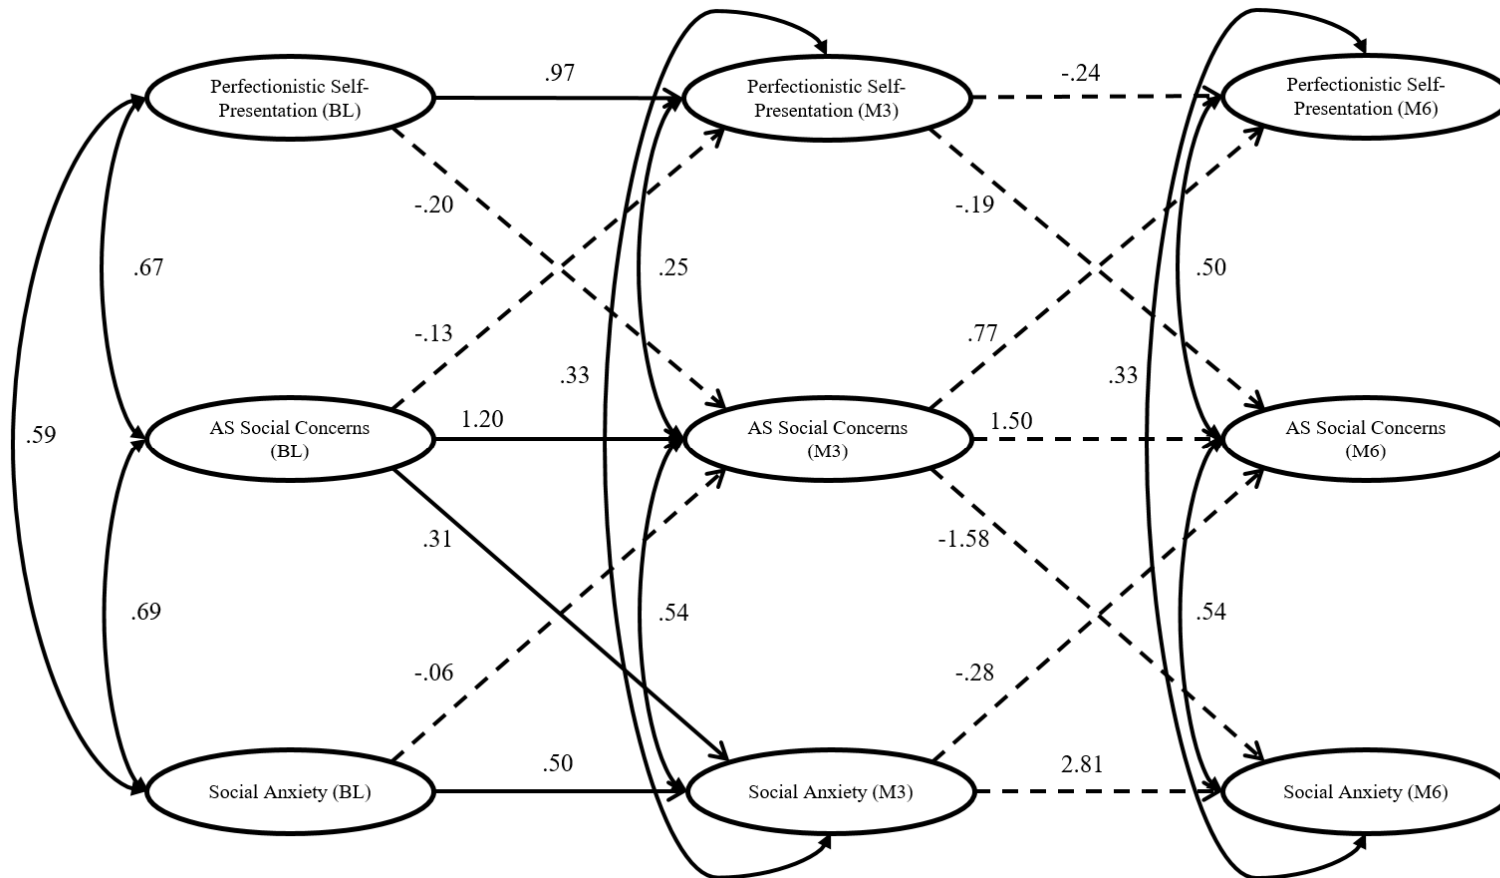 .97
-.24
Perfectionistic Self-
Presentation (BL)
Perfectionistic Self-
Presentation (M3)
Perfectionistic Self-
Presentation (M6)
-.20
-.19
.67
.25
.50
-.13
.77
.33
.33
.59
1.20
1.50
AS Social Concerns
(BL)
AS Social Concerns
(M3)
AS Social Concerns
(M6)
.31
-1.58
.69
.54
.54
-.06
-.28
.50
2.81
Social Anxiety (BL)
Social Anxiety (M3)
Social Anxiety (M6)